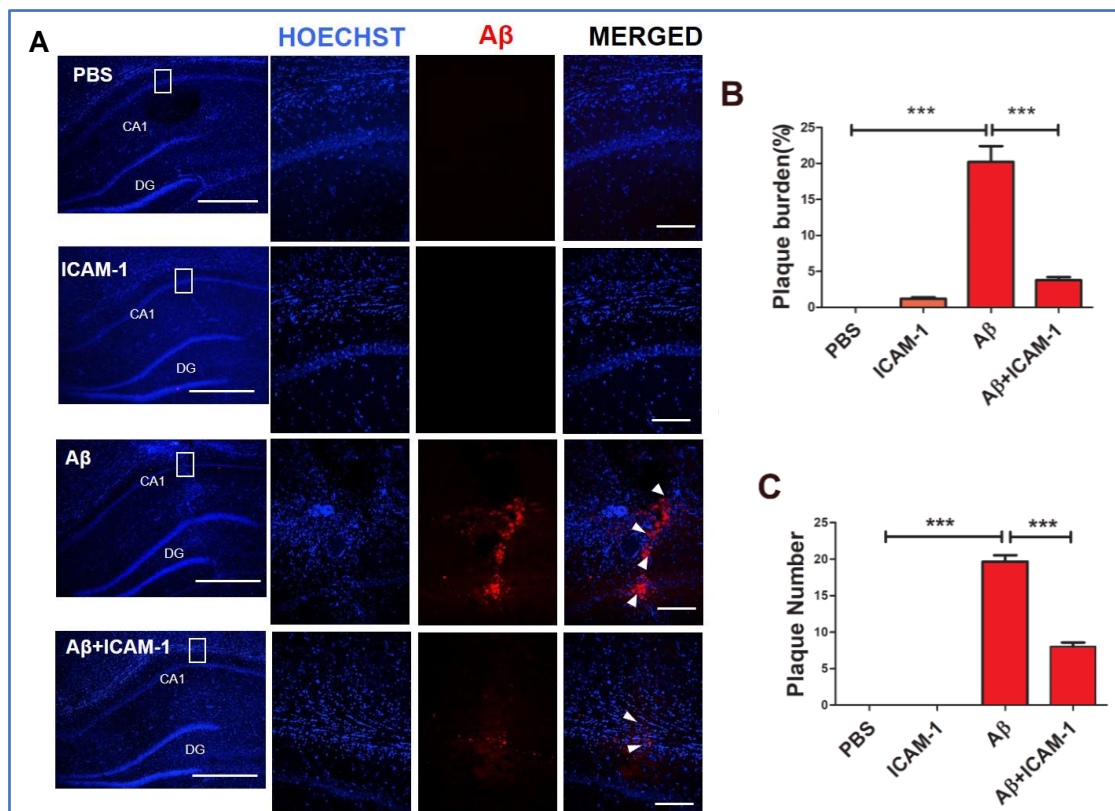 A
HOECHST Aβ MERGED
PBS
CA1
DG
ICAM-1
CA1
DG
Aβ
CA1
DG
Aβ+ICAM-1
CA1
DG
B
*** ***
Plaque burden(%)
25
20
15
10
5
0
PBS ICAM-1 Aβ Aβ+ICAM-1
C
*** ***
Plaque Number
25
20
15
10
5
0
PBS ICAM-1 Aβ Aβ+ICAM-1